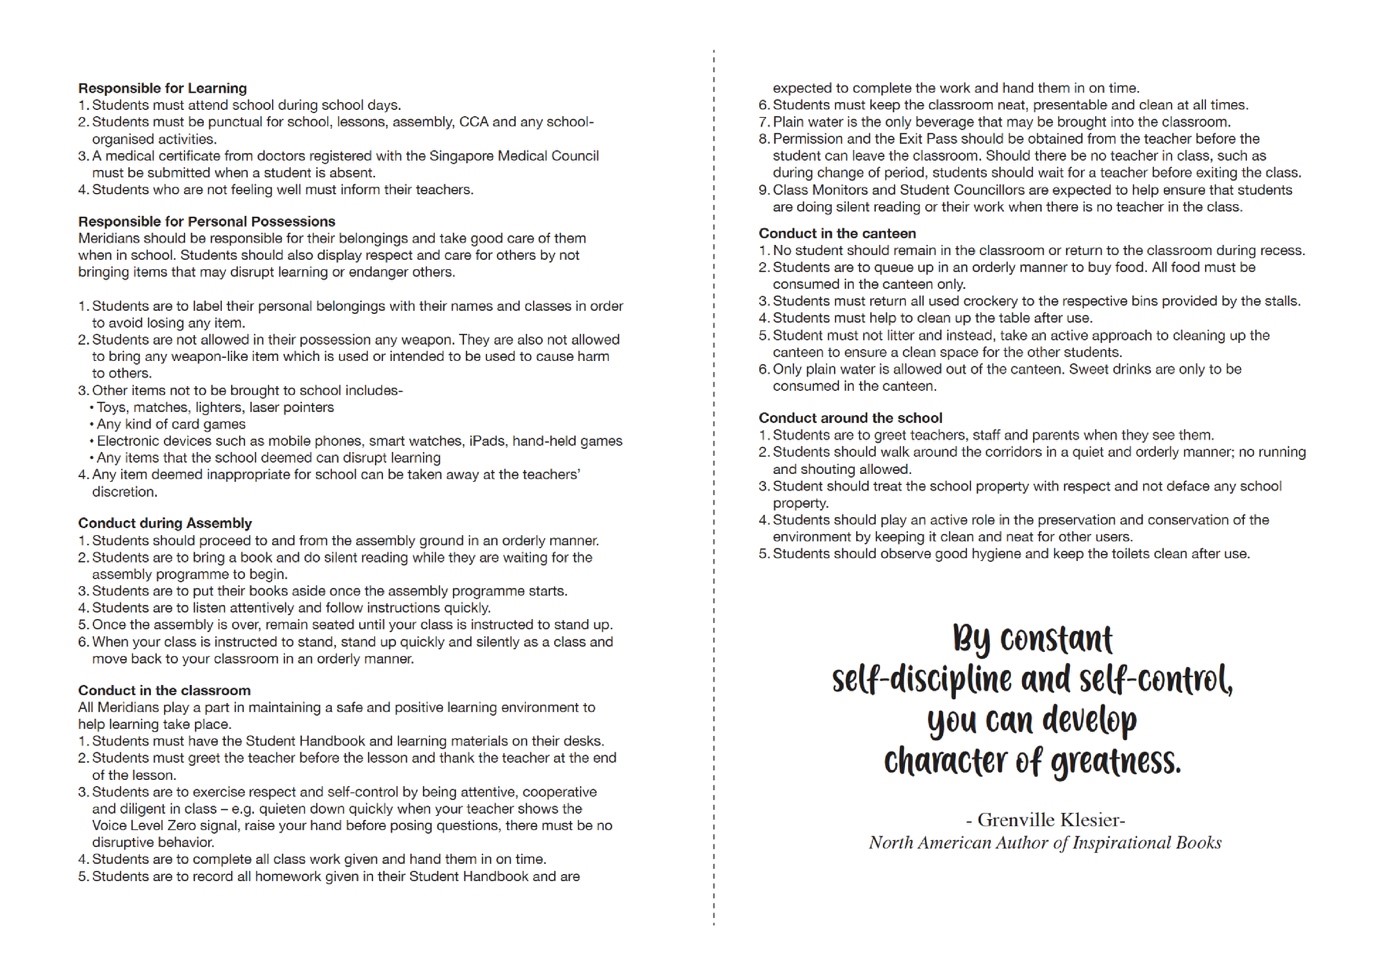 Responsible for Learning
1. Students must attend school during school days.
2. Students must be punctual for school, lessons, assembly, CCA and any school-
organised activities.
3. A medical certificate from doctors registered with the Singapore Medical Council
must be submitted when a student is absent.
4. Students who are not feeling well must inform their teachers.
Responsible for Personal Possessions
Meridians should be responsible for their belongings and take good care of them
when in school. Students should also display respect and care for others by not
bringing items that may disrupt learning or endanger others.
1. Students are to label their personal belongings with their names and classes in order
to avoid losing any item.
2. Students are not allowed in their possession any weapon. They are also not allowed
to bring any weapon-like item which is used or intended to be used to cause harm
to others.
3. Other items not to be brought to school includes-
• Toys, matches, lighters, laser pointers
• Any kind of card games
• Electronic devices such as mobile phones, smart watches, iPads, hand-held games
• Any items that the school deemed can disrupt learning
4. Any item deemed inappropriate for school can be taken away at the teachers'
discretion.
Conduct during Assembly
1. Students should proceed to and from the assembly ground in an orderly manner.
2. Students are to bring a book and do silent reading while they are waiting for the
assembly programme to begin.
3. Students are to put their books aside once the assembly programme starts.
4. Students are to listen attentively and follow instructions quickly.
5. Once the assembly is over, remain seated until your class is instructed to stand up.
6. When your class is instructed to stand, stand up quickly and silently as a class and
move back to your classroom in an orderly manner.
Conduct in the classroom
All Meridians play a part in maintaining a safe and positive learning environment to
help learning take place.
1. Students must have the Student Handbook and learning materials on their desks.
2. Students must greet the teacher before the lesson and thank the teacher at the end
of the lesson.
3. Students are to exercise respect and self-control by being attentive, cooperative
and diligent in class – e.g. quieten down quickly when your teacher shows the
Voice Level Zero signal, raise your hand before posing questions, there must be no
disruptive behavior.
4. Students are to complete all class work given and hand them in on time.
5. Students are to record all homework given in their Student Handbook and are
expected to complete the work and hand them in on time.
6. Students must keep the classroom neat, presentable and clean at all times.
7. Plain water is the only beverage that may be brought into the classroom.
8. Permission and the Exit Pass should be obtained from the teacher before the
student can leave the classroom. Should there be no teacher in class, such as
during change of period, students should wait for a teacher before exiting the class.
9. Class Monitors and Student Councillors are expected to help ensure that students
are doing silent reading or their work when there is no teacher in the class.
Conduct in the canteen
1. No student should remain in the classroom or return to the classroom during recess.
2. Students are to queue up in an orderly manner to buy food. All food must be
consumed in the canteen only.
3. Students must return all used crockery to the respective bins provided by the stalls.
4. Students must help to clean up the table after use.
5. Student must not litter and instead, take an active approach to cleaning up the
canteen to ensure a clean space for the other students.
6. Only plain water is allowed out of the canteen. Sweet drinks are only to be
consumed in the canteen.
Conduct around the school
1. Students are to greet teachers, staff and parents when they see them.
2. Students should walk around the corridors in a quiet and orderly manner; no running
and shouting allowed.
3. Student should treat the school property with respect and not deface any school
property.
4. Students should play an active role in the preservation and conservation of the
environment by keeping it clean and neat for other users.
5. Students should observe good hygiene and keep the toilets clean after use.
By constant
self-discipline and self-control,
you can develop
character of greatness.
- Grenville Klesier-
North American Author of Inspirational Books